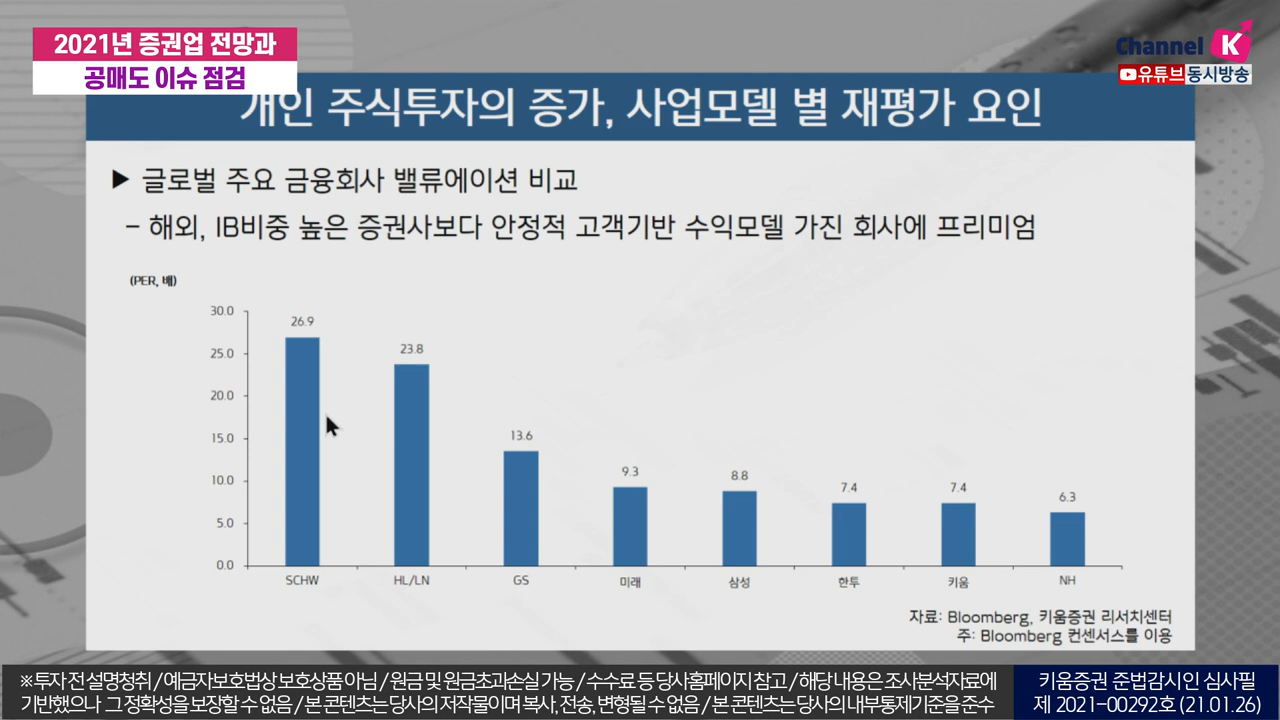 2021년 증권업 전망과
공매도 이슈 점검
Channel K
유튜브동시방송
개인 주식투자의 증가, 사업모델 별 재평가 요인
▶ 글로벌 주요 금융회사 밸류에이션 비교
– 해외, IB비중 높은 증권사보다 안정적 고객기반 수익모델 가진 회사에 프리미엄
(PER, 배)
30.0
25.0
20.0
15.0
10.0
5.0
0.0
26.9
23.8
13.6
9.3
8.8
7.4
7.4
6.3
SCHW HL/LN GS 미래 삼성 한투 키움 NH
자료: Bloomberg, 키움증권 리서치센터
주: Bloomberg 컨센서스를 이용
※ 투자 전 설명청취 / 예금자보호법상 보호상품 아님 / 원금 및 원금초과손실 가능 / 수수료 등 당사홈페이지 참고 / 해당 내용은 조사분석자료에
기반했으나 그 정확성을 보장할 수 없음 / 본 콘텐츠는 당사의 저작물이며 복사, 전송, 변형될 수 없음 / 본 콘텐츠는 당사의 내부통제기준을 준수
키움증권 준법감시인 심사필
제 2021-00292호 (21.01.26)